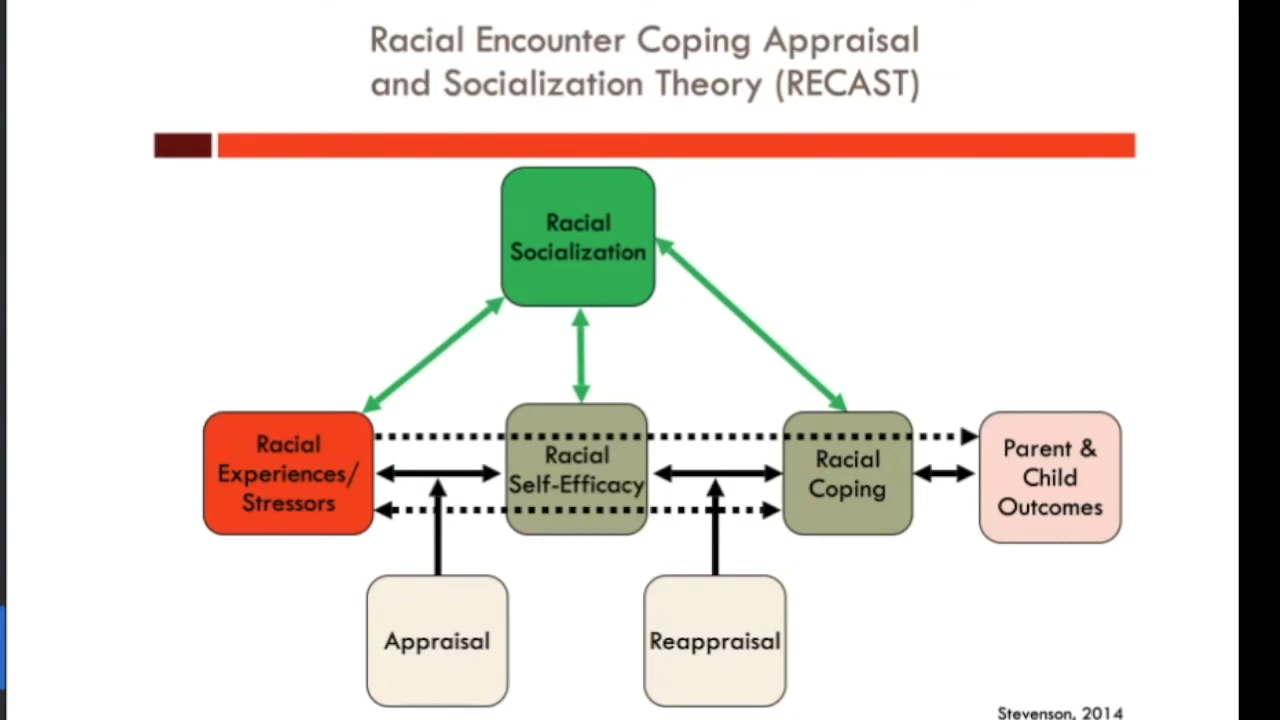 Racial Encounter Coping Appraisal
and Socialization Theory (RECAST)
Racial
Socialization
Racial
Experiences/
Stressors
Racial
Self-Efficacy
Racial
Coping
Parent &
Child
Outcomes
Appraisal
Reappraisal
Stevenson, 2014